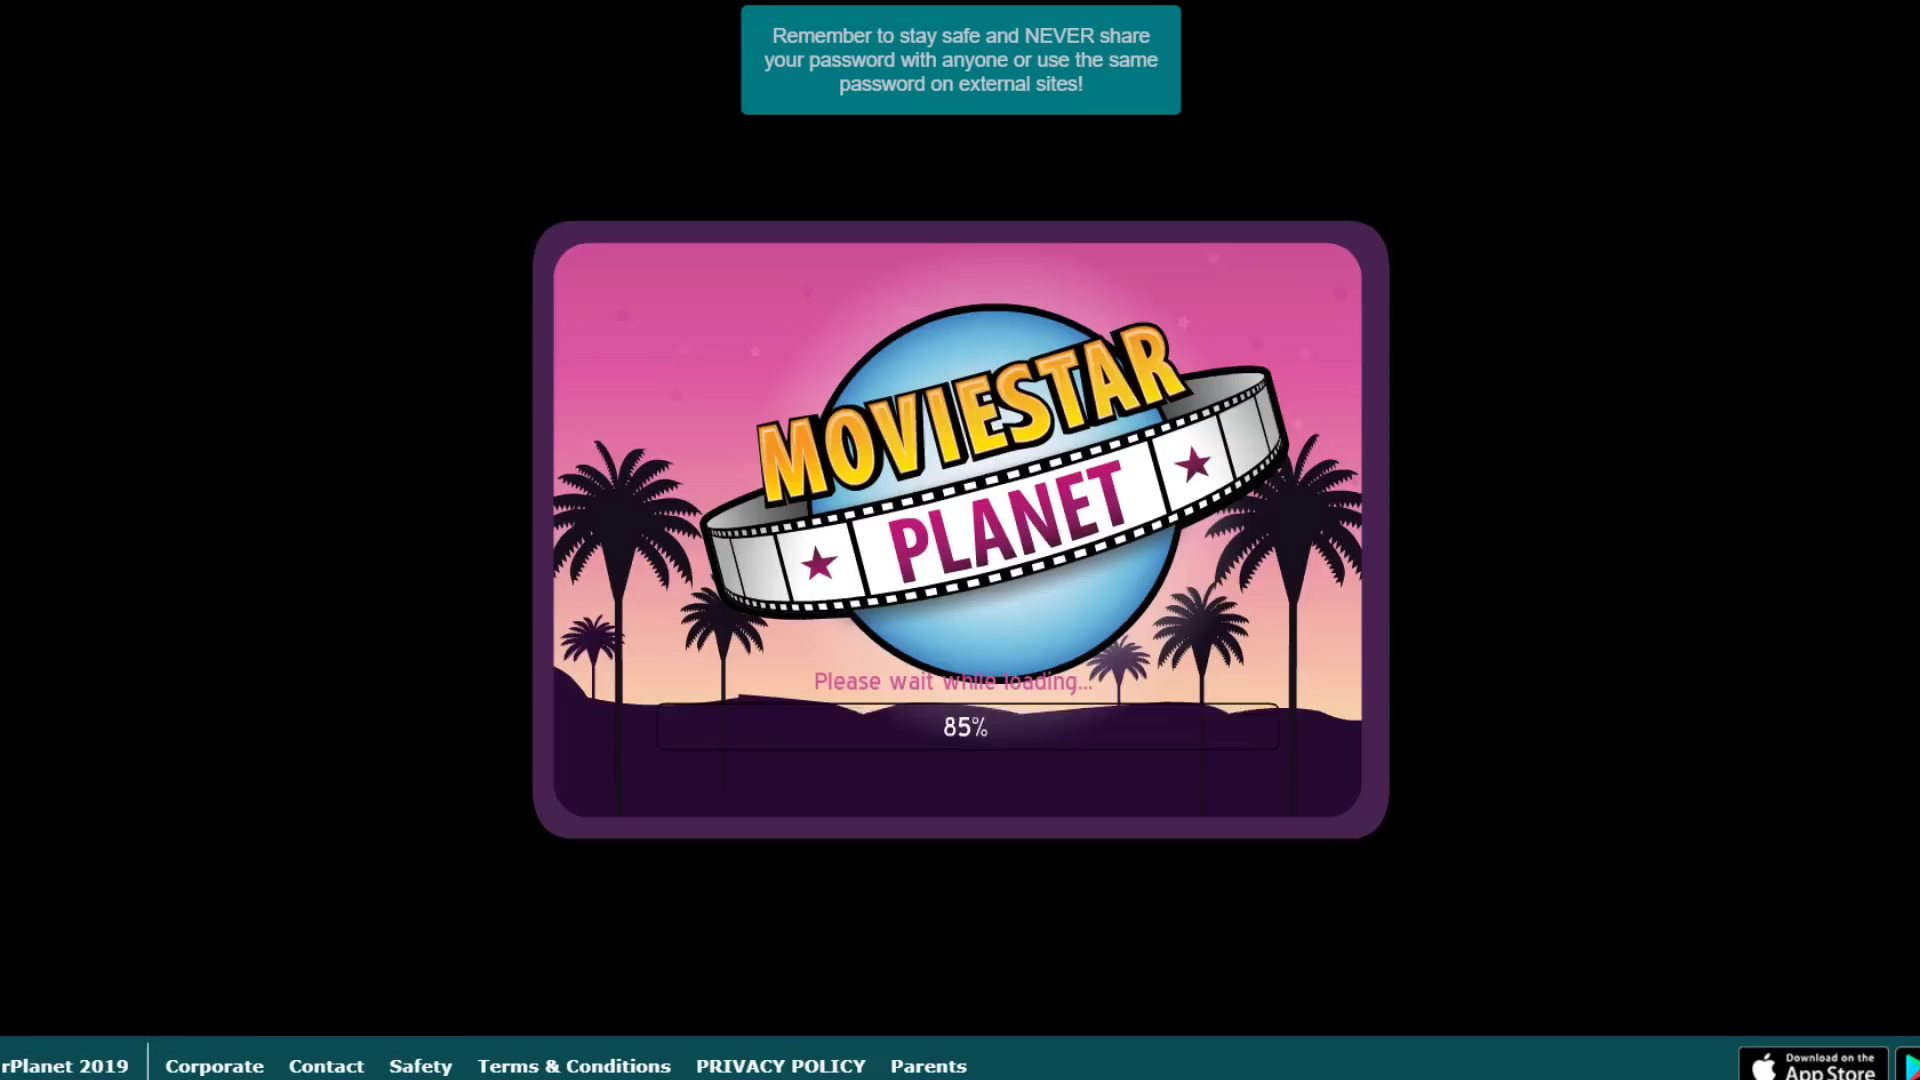 Remember to stay safe and NEVER share
your password with anyone or use the same
password on external sites!
MOVIESTAR
PLANET
Please wait while loading...
85%
rPlanet 2019 Corporate Contact Safety Terms & Conditions PRIVACY POLICY Parents
Download on the
App Store